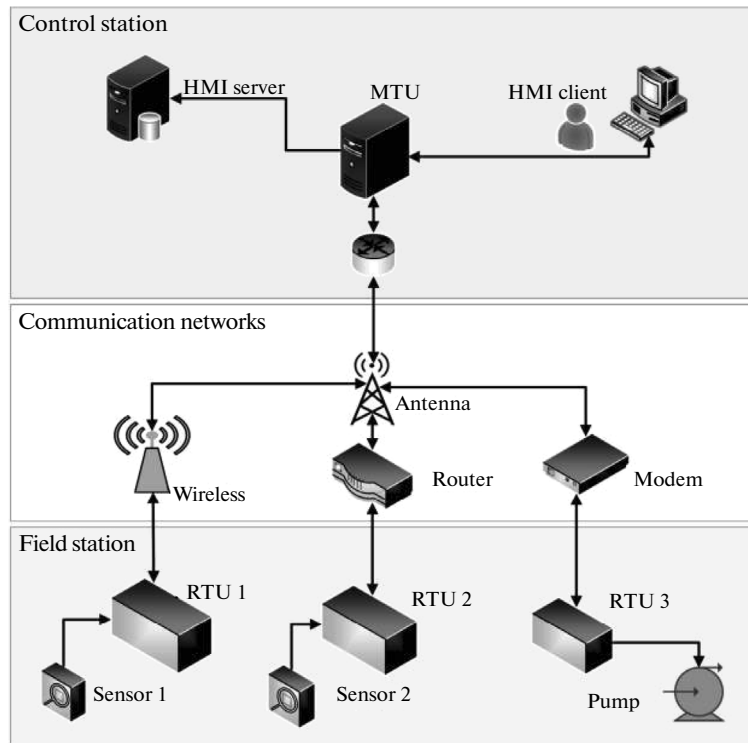 Control station
HMI server
MTU
HMI client
Communication networks
Antenna
Wireless
Router
Modem
Field station
RTU 1
RTU 2
RTU 3
Sensor 1
Sensor 2
Pump